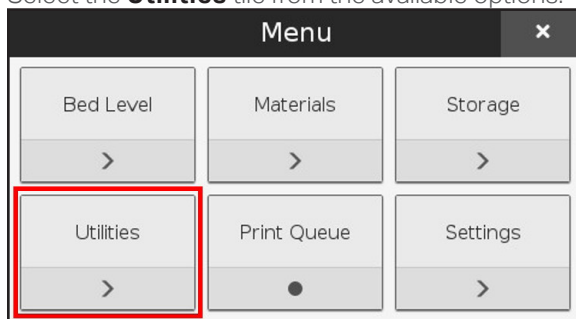 Select the Utilities tile from the available options.
Menu ×
Bed Level Materials Storage
> > >
Utilities Print Queue Settings
> ● >